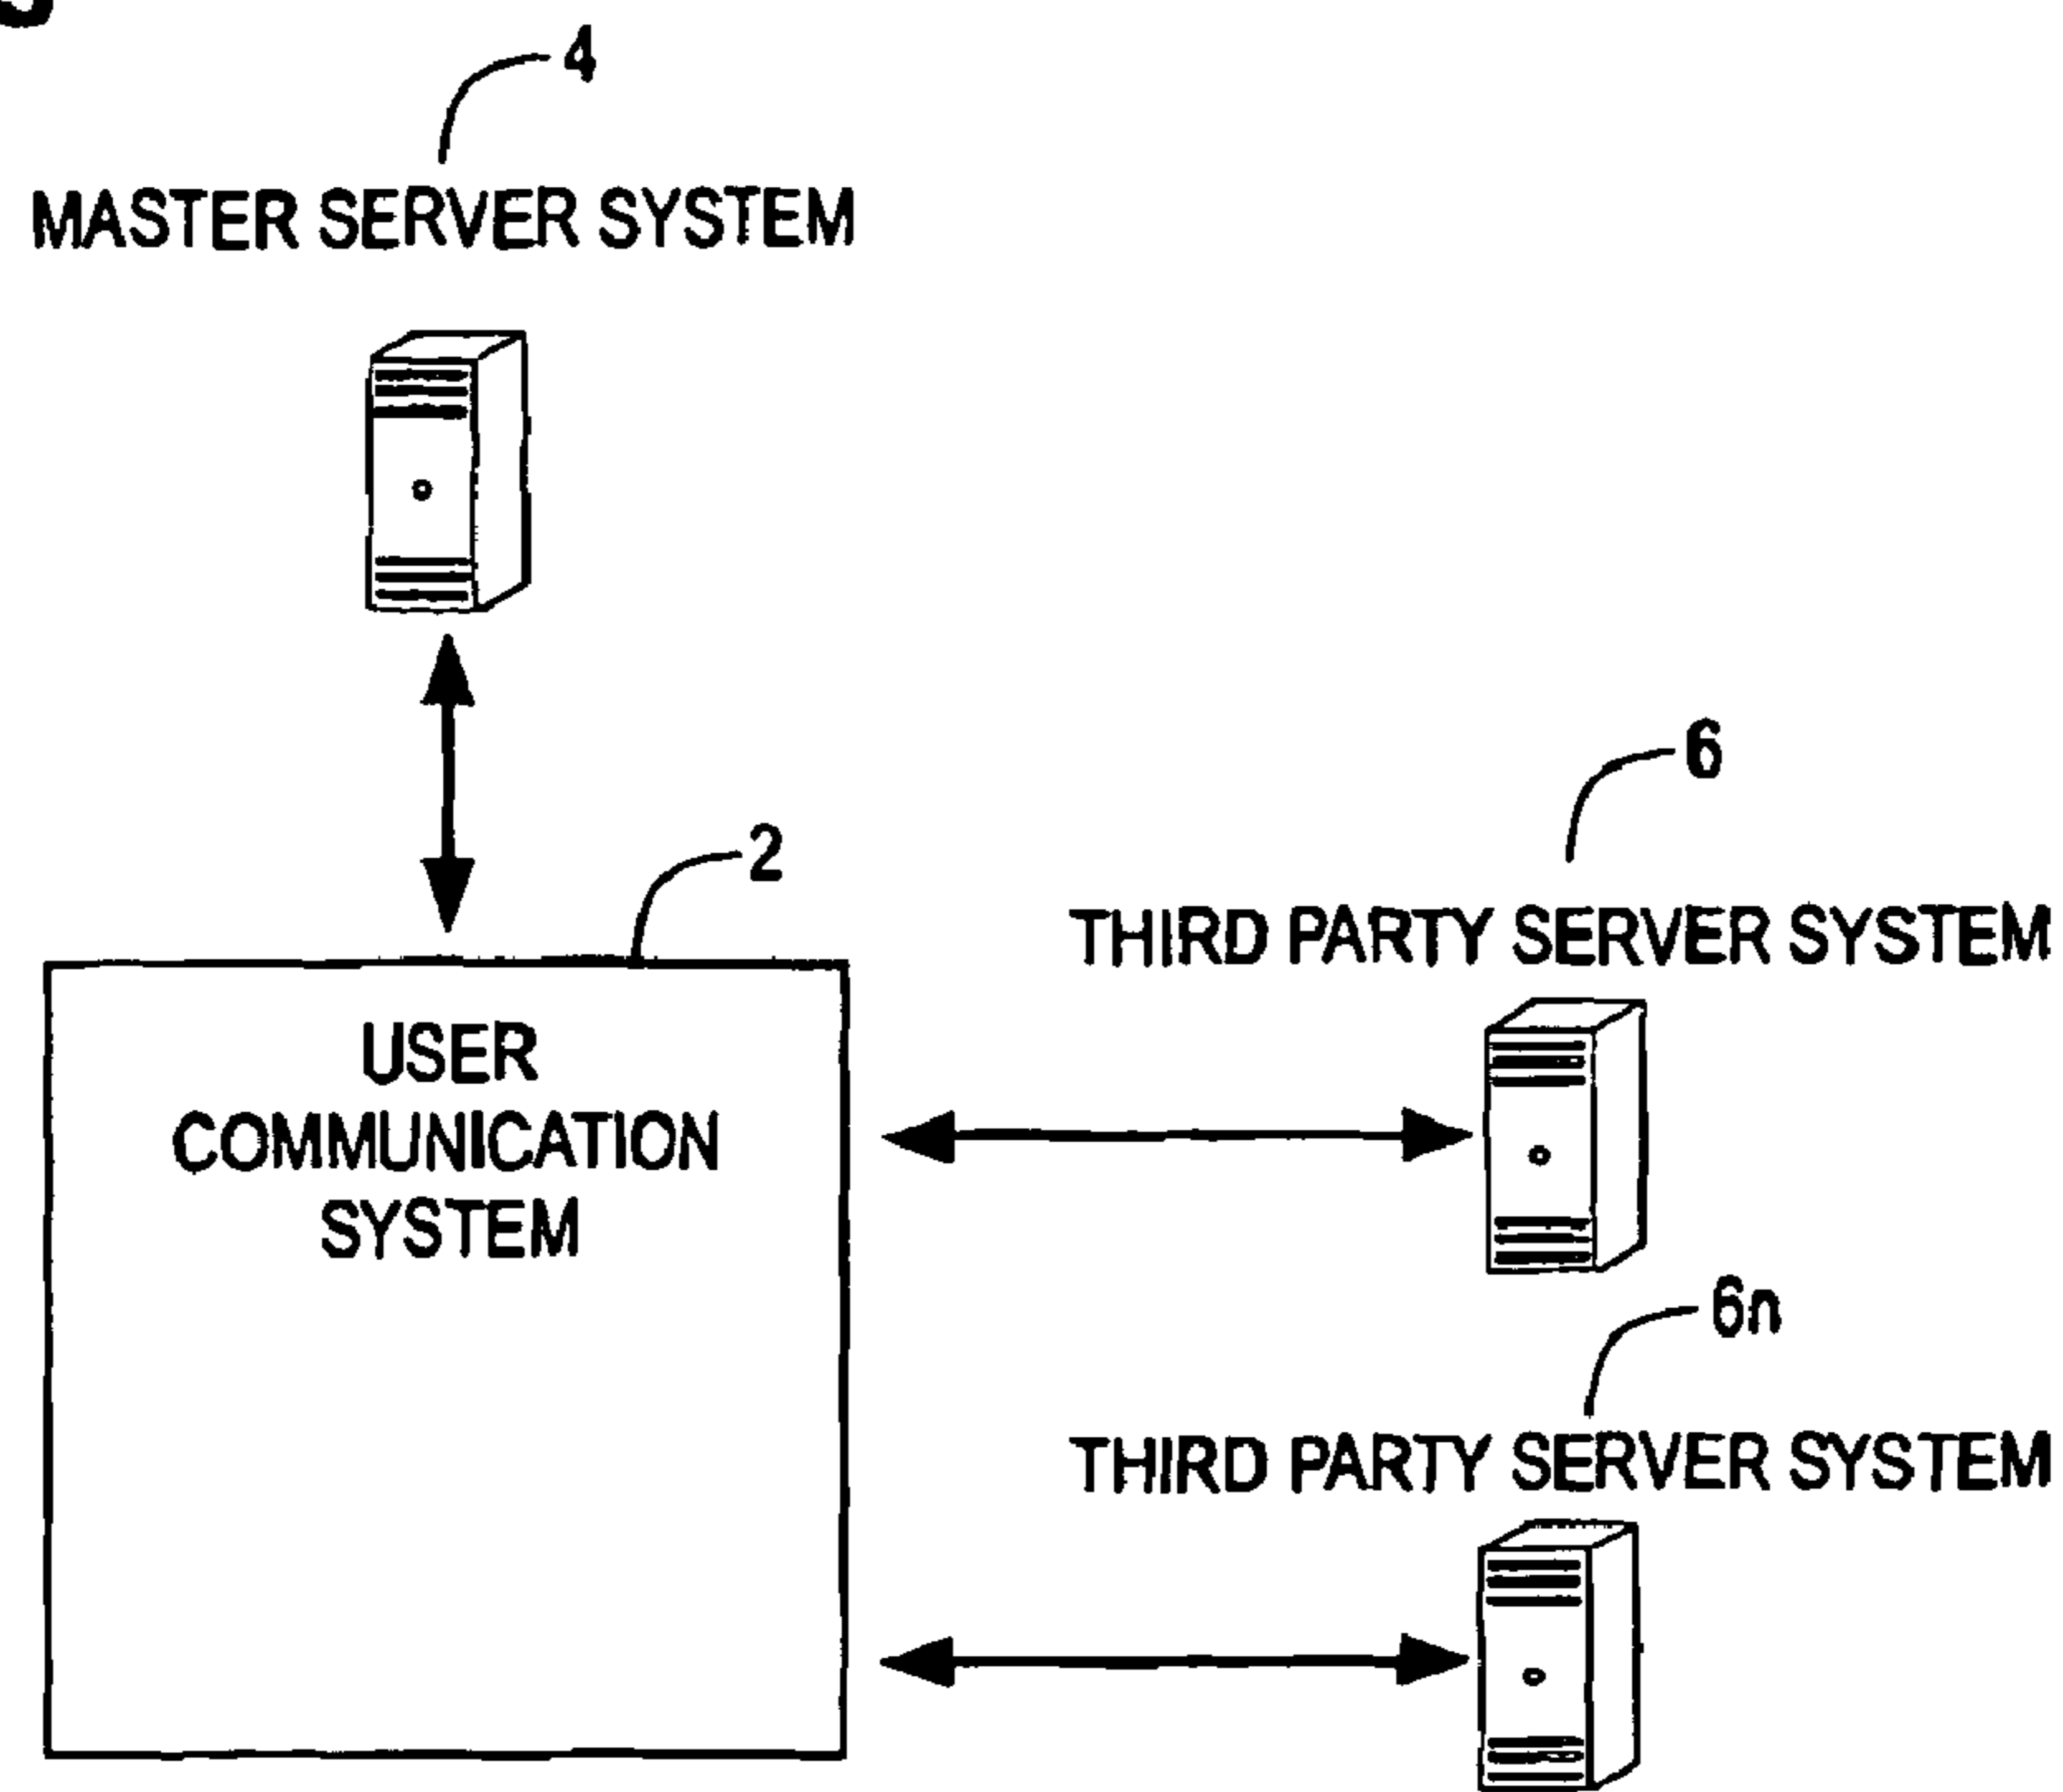 4
MASTER SERVER SYSTEM
2
USER
COMMUNICATION
SYSTEM
6
THIRD PARTY SERVER SYSTEM
6n
THIRD PARTY SERVER SYSTEM